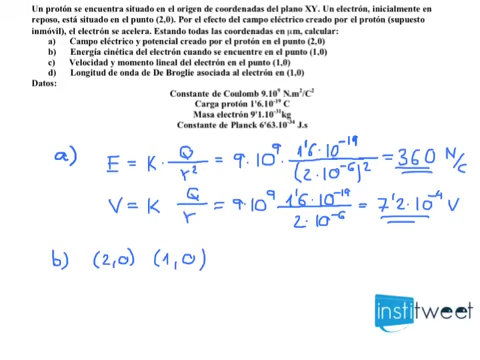 Un protón se encuentra situado en el origen de coordenadas del plano XY. Un electrón, inicialmente en
reposo, está situado en el punto (2,0). Por el efecto del campo eléctrico creado por el protón (supuesto
inmóvil), el electrón se acelera. Estando todas las coordenadas en μm, calcular:
a) Campo eléctrico y potencial creado por el protón en el punto (2,0)
b) Energía cinética del electrón cuando se encuentre en el punto (1,0)
c) Velocidad y momento lineal del electrón en el punto (1,0)
d) Longitud de onda de De Broglie asociada al electrón en (1,0)
Datos:
Constante de Coulomb 9.10⁹ N.m²/C²
Carga protón 1'6.10⁻¹⁹ C
Masa electrón 9'1.10⁻³¹kg
Constante de Planck 6'63.10⁻³⁴ J.s
a) E = K · Q/r² = 9·10⁹ · 1'6·10⁻¹⁹/(2·10⁻⁶)² = 360 N/C
V = K Q/r = 9·10⁹ 1'6·10⁻¹⁹/2·10⁻⁶ = 7'2·10⁻⁴ V
b) (2,0) (1,0)
institweet